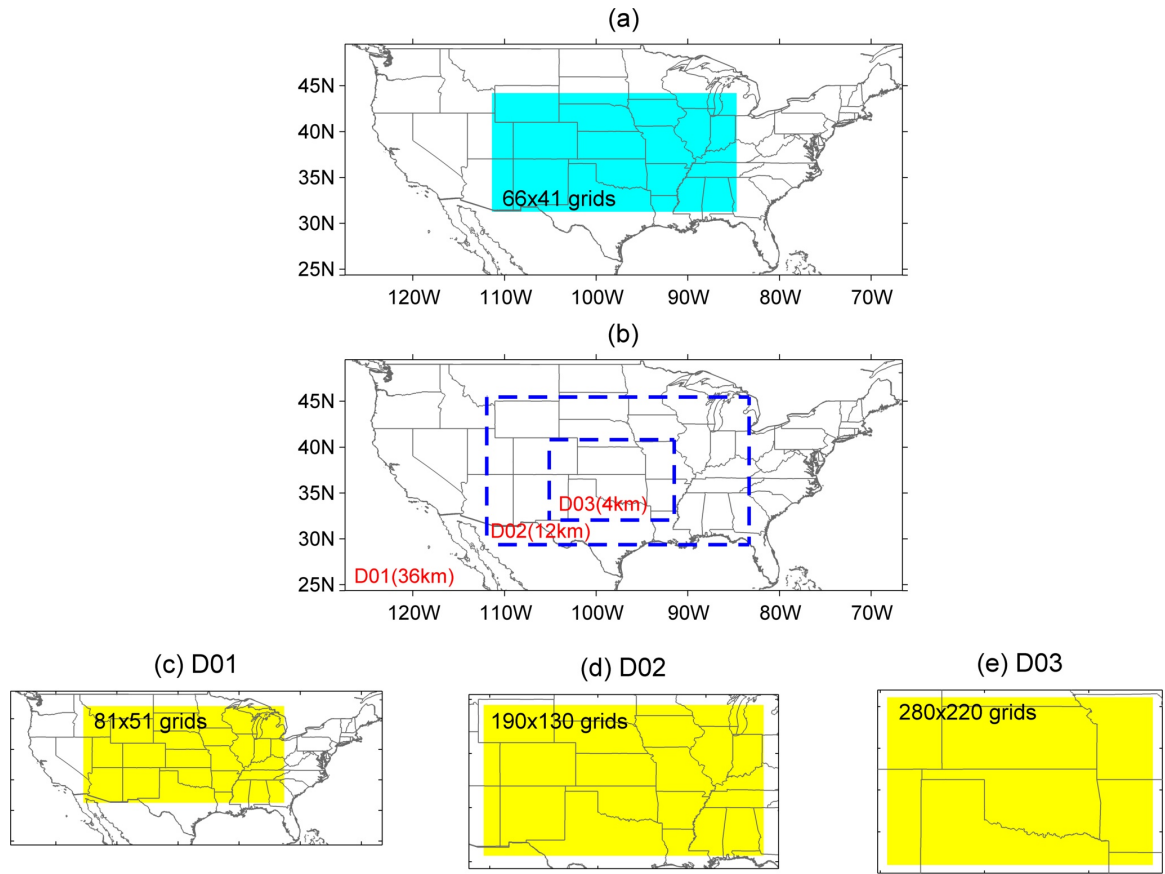 (a)
45N
40N
35N
30N
25N
66x41 grids
120W 110W 100W 90W 80W 70W
(b)
45N
40N
35N
30N
25N
D03(4km)
D02(12km)
D01(36km)
120W 110W 100W 90W 80W 70W
(c) D01
81x51 grids
(d) D02
190x130 grids
(e) D03
280x220 grids